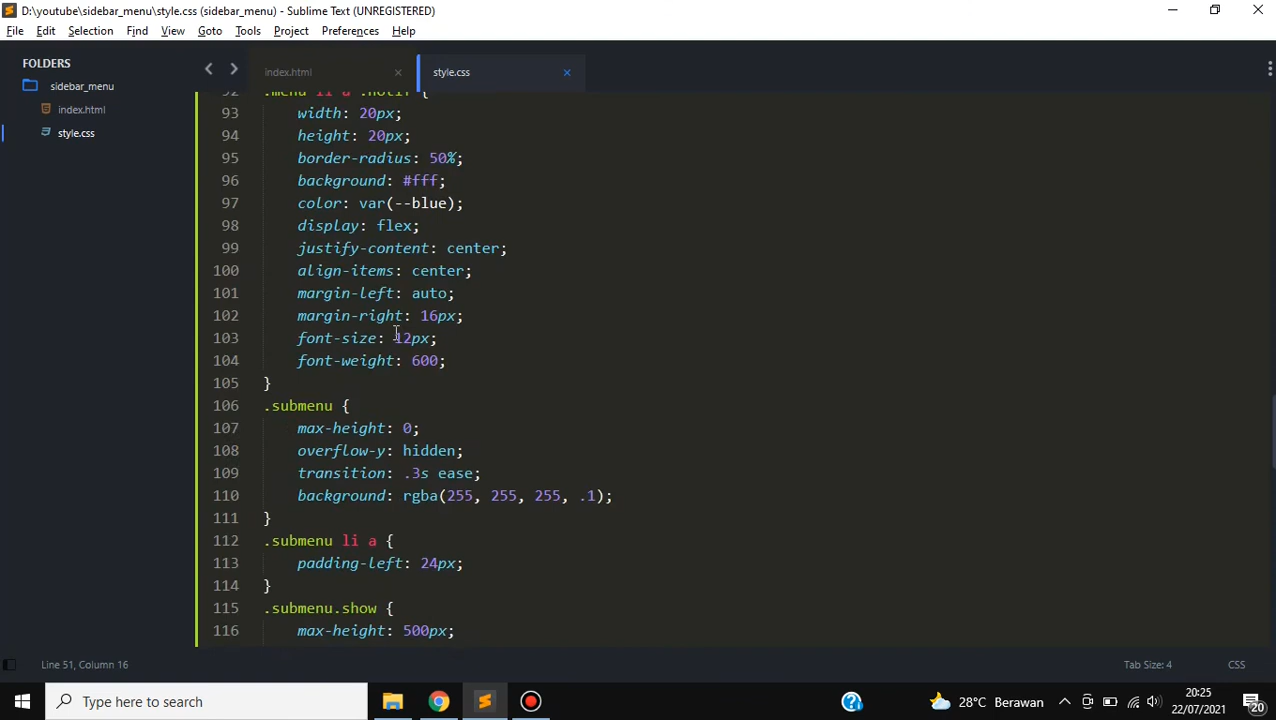 D:\youtube\sidebar_menu\style.css (sidebar_menu) - Sublime Text (UNREGISTERED)
File Edit Selection Find View Goto Tools Project Preferences Help
FOLDERS
sidebar_menu
index.html
style.css
index.html × style.css ×
92 .menu li a .notif {
93 width: 20px;
94 height: 20px;
95 border-radius: 50%;
96 background: #fff;
97 color: var(--blue);
98 display: flex;
99 justify-content: center;
100 align-items: center;
101 margin-left: auto;
102 margin-right: 16px;
103 font-size: 12px;
104 font-weight: 600;
105 }
106 .submenu {
107 max-height: 0;
108 overflow-y: hidden;
109 transition: .3s ease;
110 background: rgba(255, 255, 255, .1);
111 }
112 .submenu li a {
113 padding-left: 24px;
114 }
115 .submenu.show {
116 max-height: 500px;
Line 51, Column 16
Tab Size: 4
CSS
Type here to search
28°C Berawan
20:25
22/07/2021
20